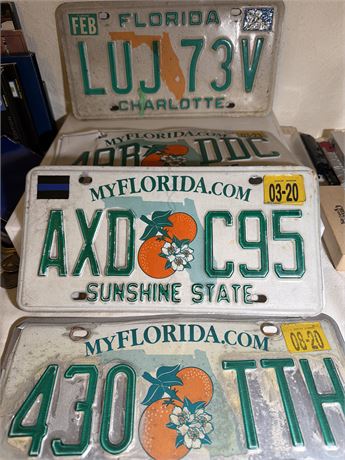 FEB FLORIDA
LUJ 73V
CHARLOTTE
MYFLORIDA.COM
DDC
MYFLORIDA.COM 03-20
AXD C95
SUNSHINE STATE
MYFLORIDA.COM 08-20
430 TTH